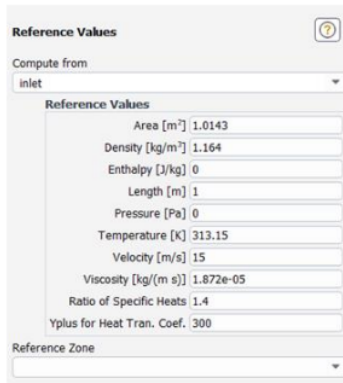 Reference Values
Compute from
inlet
Reference Values
Area [m²] 1.0143
Density [kg/m³] 1.164
Enthalpy [J/kg] 0
Length [m] 1
Pressure [Pa] 0
Temperature [K] 313.15
Velocity [m/s] 15
Viscosity [kg/(m s)] 1.872e-05
Ratio of Specific Heats 1.4
Yplus for Heat Tran. Coef. 300
Reference Zone